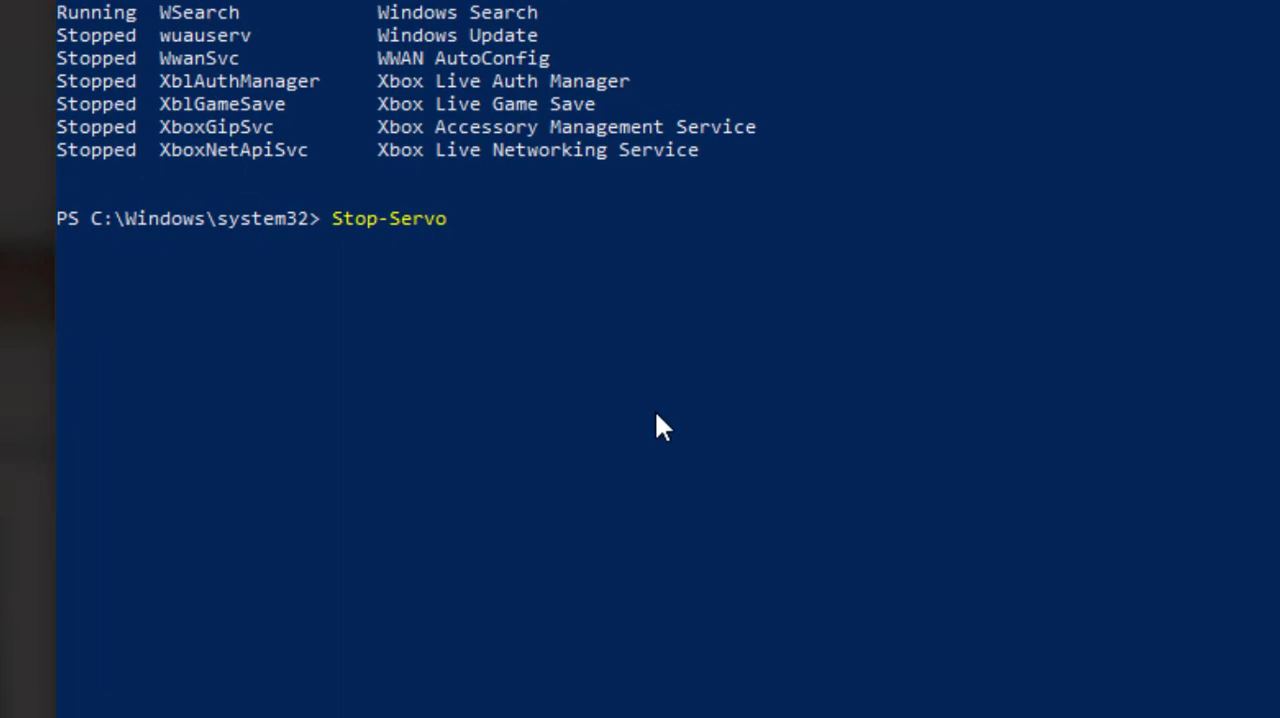 Running  WSearch            Windows Search
Stopped  wuauserv           Windows Update
Stopped  WwanSvc            WWAN AutoConfig
Stopped  XblAuthManager     Xbox Live Auth Manager
Stopped  XblGameSave        Xbox Live Game Save
Stopped  XboxGipSvc         Xbox Accessory Management Service
Stopped  XboxNetApiSvc      Xbox Live Networking Service
PS C:\Windows\system32> Stop-Servo